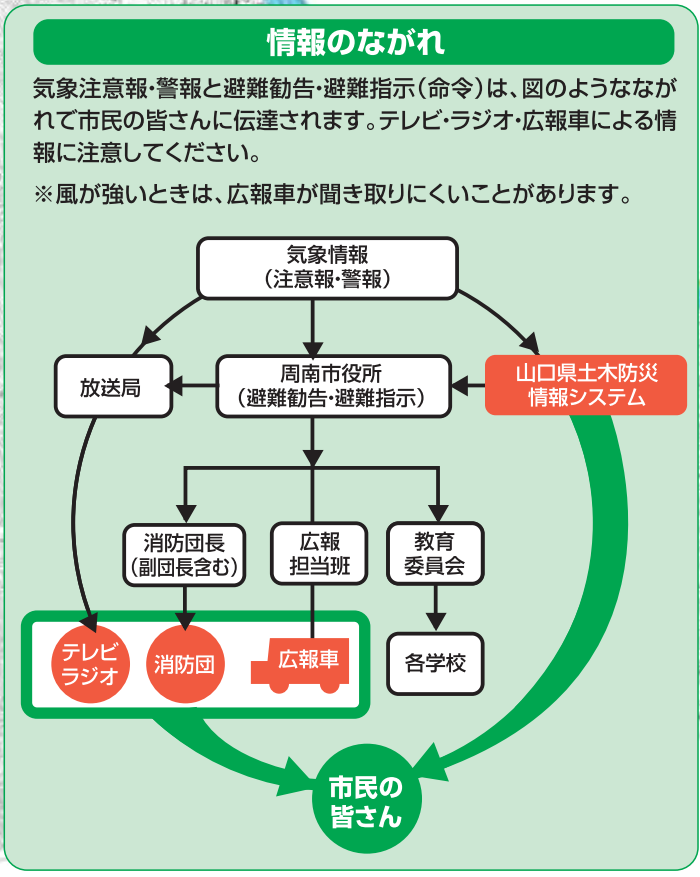 情報のながれ
気象注意報・警報と避難勧告・避難指示（命令）は、図のようななが
れで市民の皆さんに伝達されます。テレビ・ラジオ・広報車による情
報に注意してください。
※風が強いときは、広報車が聞き取りにくいことがあります。
気象情報
（注意報・警報）
放送局
周南市役所
（避難勧告・避難指示）
山口県土木防災
情報システム
消防団長
（副団長含む）
広報
担当班
教育
委員会
テレビ
ラジオ
消防団
広報車
各学校
市民の
皆さん